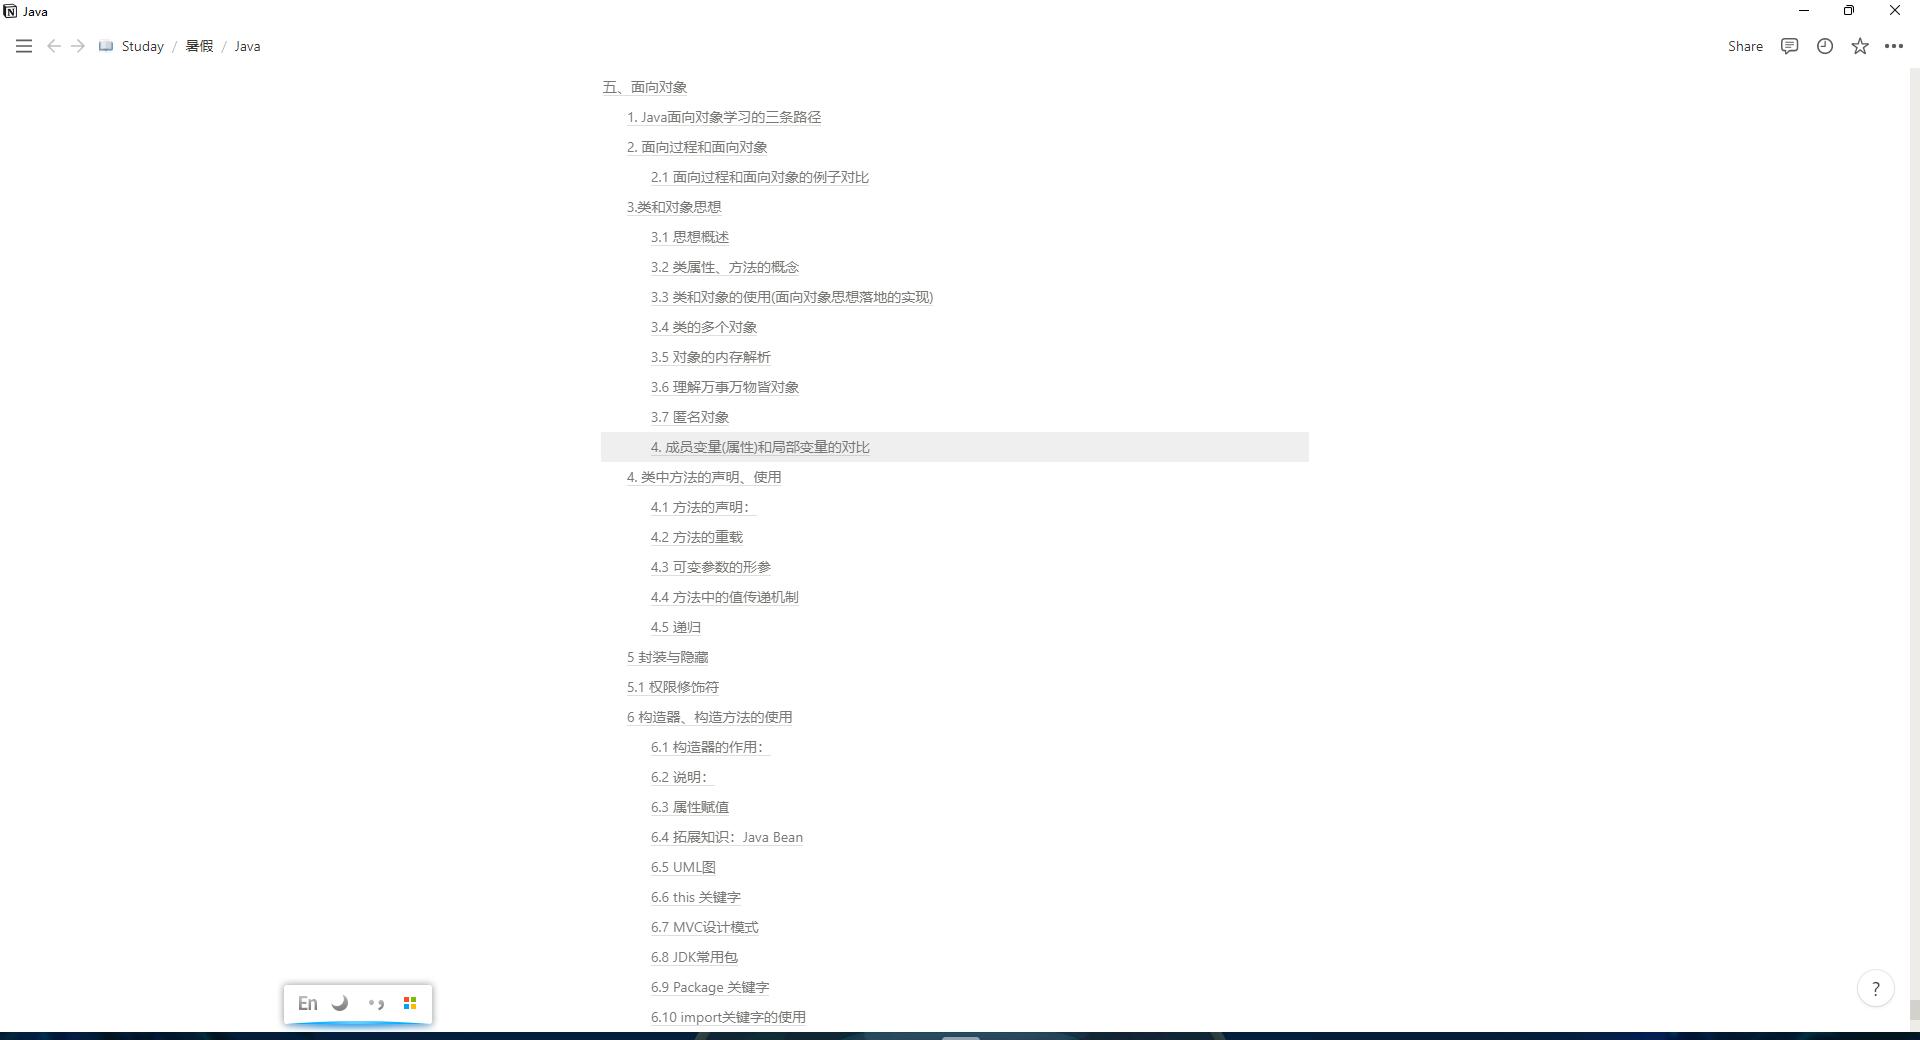 Java
Studay / 暑假 / Java
Share
五、面向对象
1. Java面向对象学习的三条路径
2. 面向过程和面向对象
2.1 面向过程和面向对象的例子对比
3.类和对象思想
3.1 思想概述
3.2 类属性、方法的概念
3.3 类和对象的使用(面向对象思想落地的实现)
3.4 类的多个对象
3.5 对象的内存解析
3.6 理解万事万物皆对象
3.7 匿名对象
4. 成员变量(属性)和局部变量的对比
4. 类中方法的声明、使用
4.1 方法的声明：
4.2 方法的重载
4.3 可变参数的形参
4.4 方法中的值传递机制
4.5 递归
5 封装与隐藏
5.1 权限修饰符
6 构造器、构造方法的使用
6.1 构造器的作用：
6.2 说明：
6.3 属性赋值
6.4 拓展知识：Java Bean
6.5 UML图
6.6 this 关键字
6.7 MVC设计模式
6.8 JDK常用包
6.9 Package 关键字
6.10 import关键字的使用
En
?